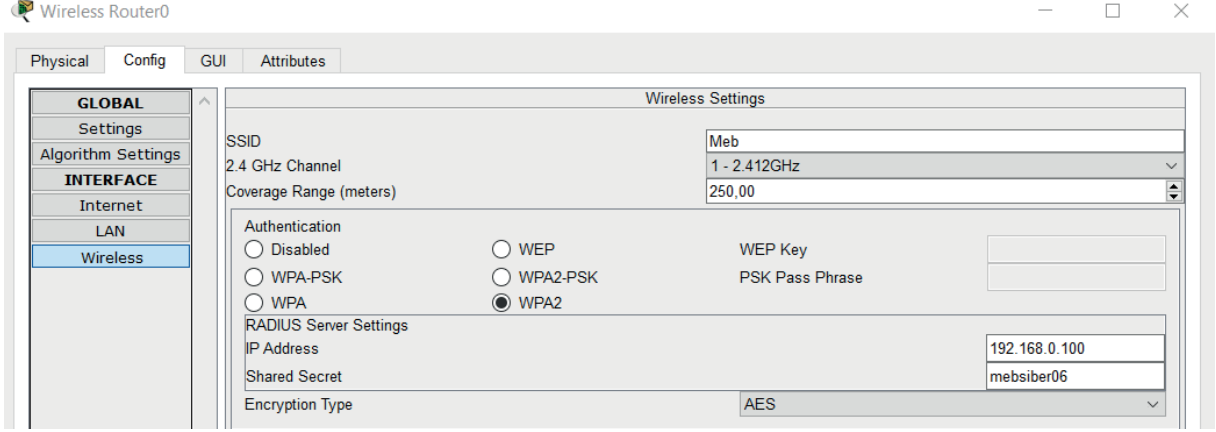 Wireless Router0
Physical Config GUI Attributes
GLOBAL
Settings
Algorithm Settings
INTERFACE
Internet
LAN
Wireless
Wireless Settings
SSID Meb
2.4 GHz Channel 1 - 2.412GHz
Coverage Range (meters) 250,00
Authentication
Disabled WEP WEP Key
WPA-PSK WPA2-PSK PSK Pass Phrase
WPA WPA2
RADIUS Server Settings
IP Address 192.168.0.100
Shared Secret mebsiber06
Encryption Type AES